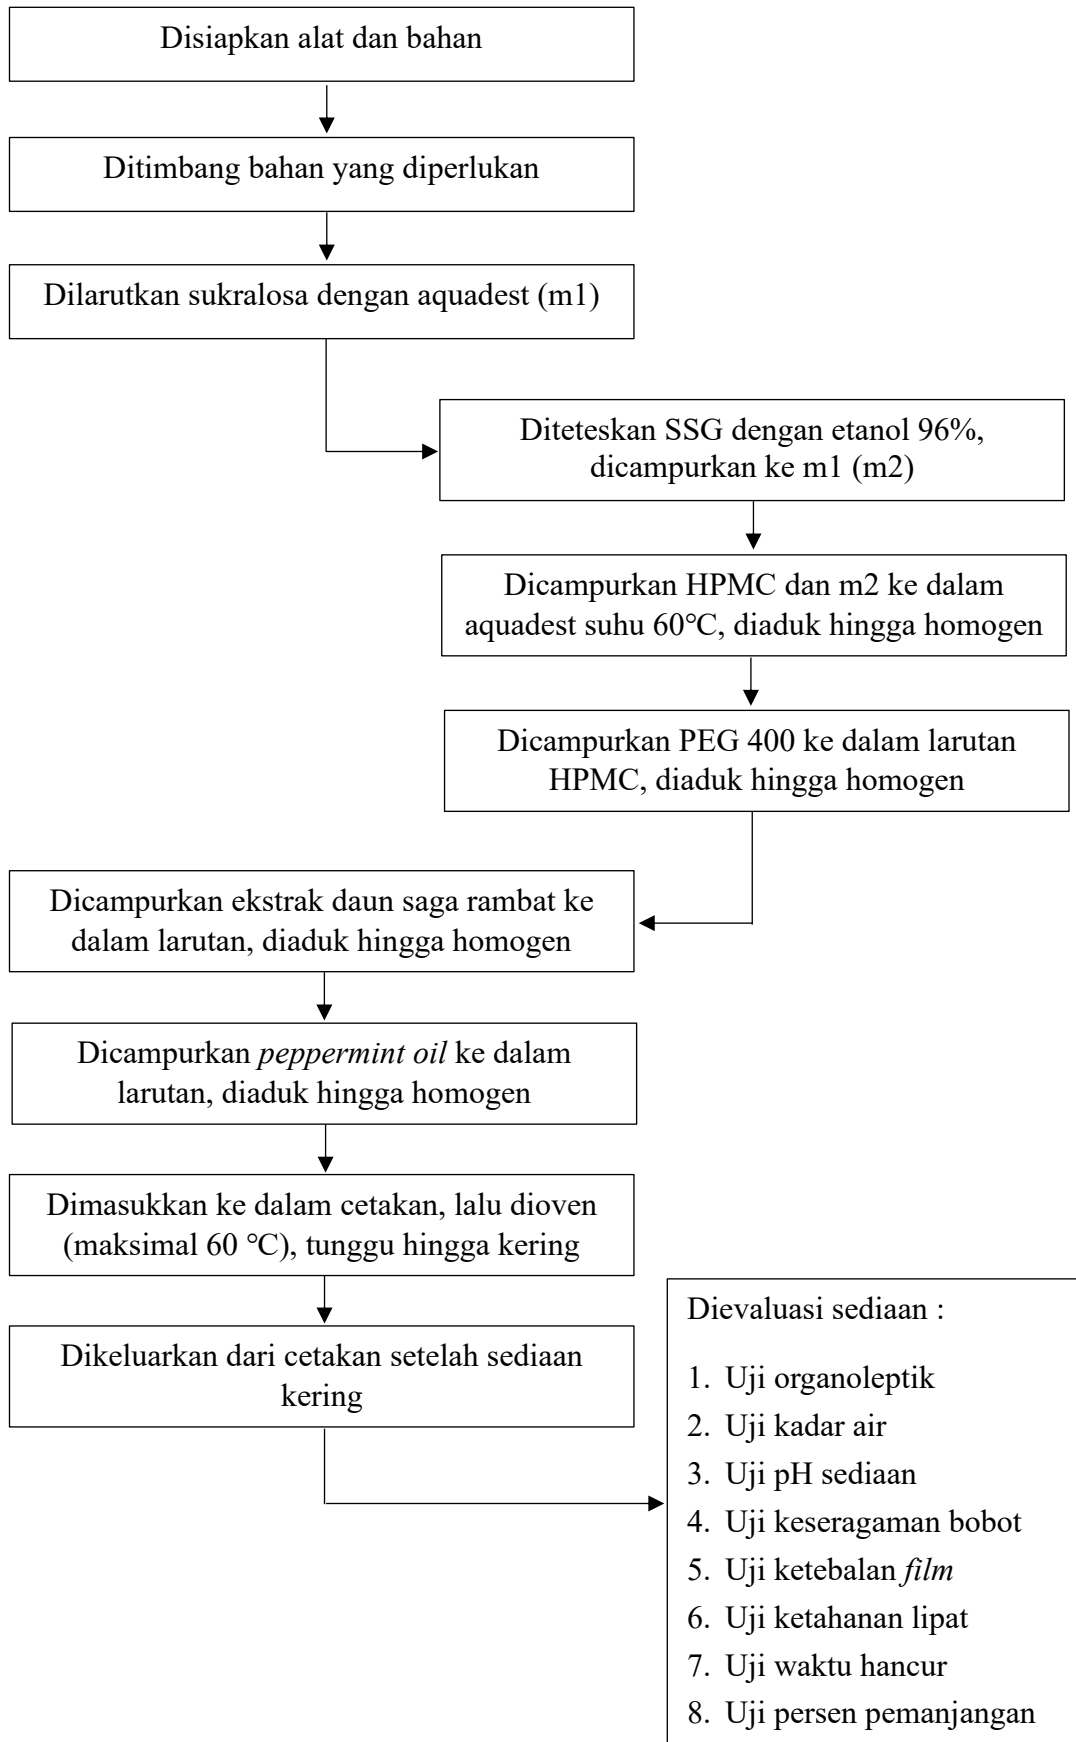 Disiapkan alat dan bahan
Ditimbang bahan yang diperlukan
Dilarutkan sukralosa dengan aquadest (m1)
Diteteskan SSG dengan etanol 96%,
dicampurkan ke m1 (m2)
Dicampurkan HPMC dan m2 ke dalam
aquadest suhu 60℃, diaduk hingga homogen
Dicampurkan PEG 400 ke dalam larutan
HPMC, diaduk hingga homogen
Dicampurkan ekstrak daun saga rambat ke
dalam larutan, diaduk hingga homogen
Dicampurkan peppermint oil ke dalam
larutan, diaduk hingga homogen
Dimasukkan ke dalam cetakan, lalu dioven
(maksimal 60 ℃), tunggu hingga kering
Dikeluarkan dari cetakan setelah sediaan
kering
Dievaluasi sediaan :
1. Uji organoleptik
2. Uji kadar air
3. Uji pH sediaan
4. Uji keseragaman bobot
5. Uji ketebalan film
6. Uji ketahanan lipat
7. Uji waktu hancur
8. Uji persen pemanjangan